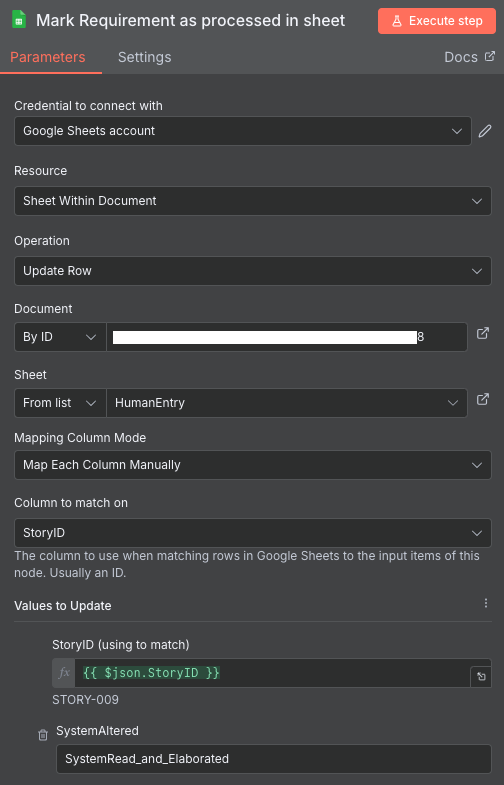 Mark Requirement as processed in sheet
Execute step
Parameters
Settings
Docs
Credential to connect with
Google Sheets account
Resource
Sheet Within Document
Operation
Update Row
Document
By ID
8
Sheet
From list
HumanEntry
Mapping Column Mode
Map Each Column Manually
Column to match on
StoryID
The column to use when matching rows in Google Sheets to the input items of this
node. Usually an ID.
Values to Update
StoryID (using to match)
fx
{{ $json.StoryID }}
STORY-009
SystemAltered
SystemRead_and_Elaborated